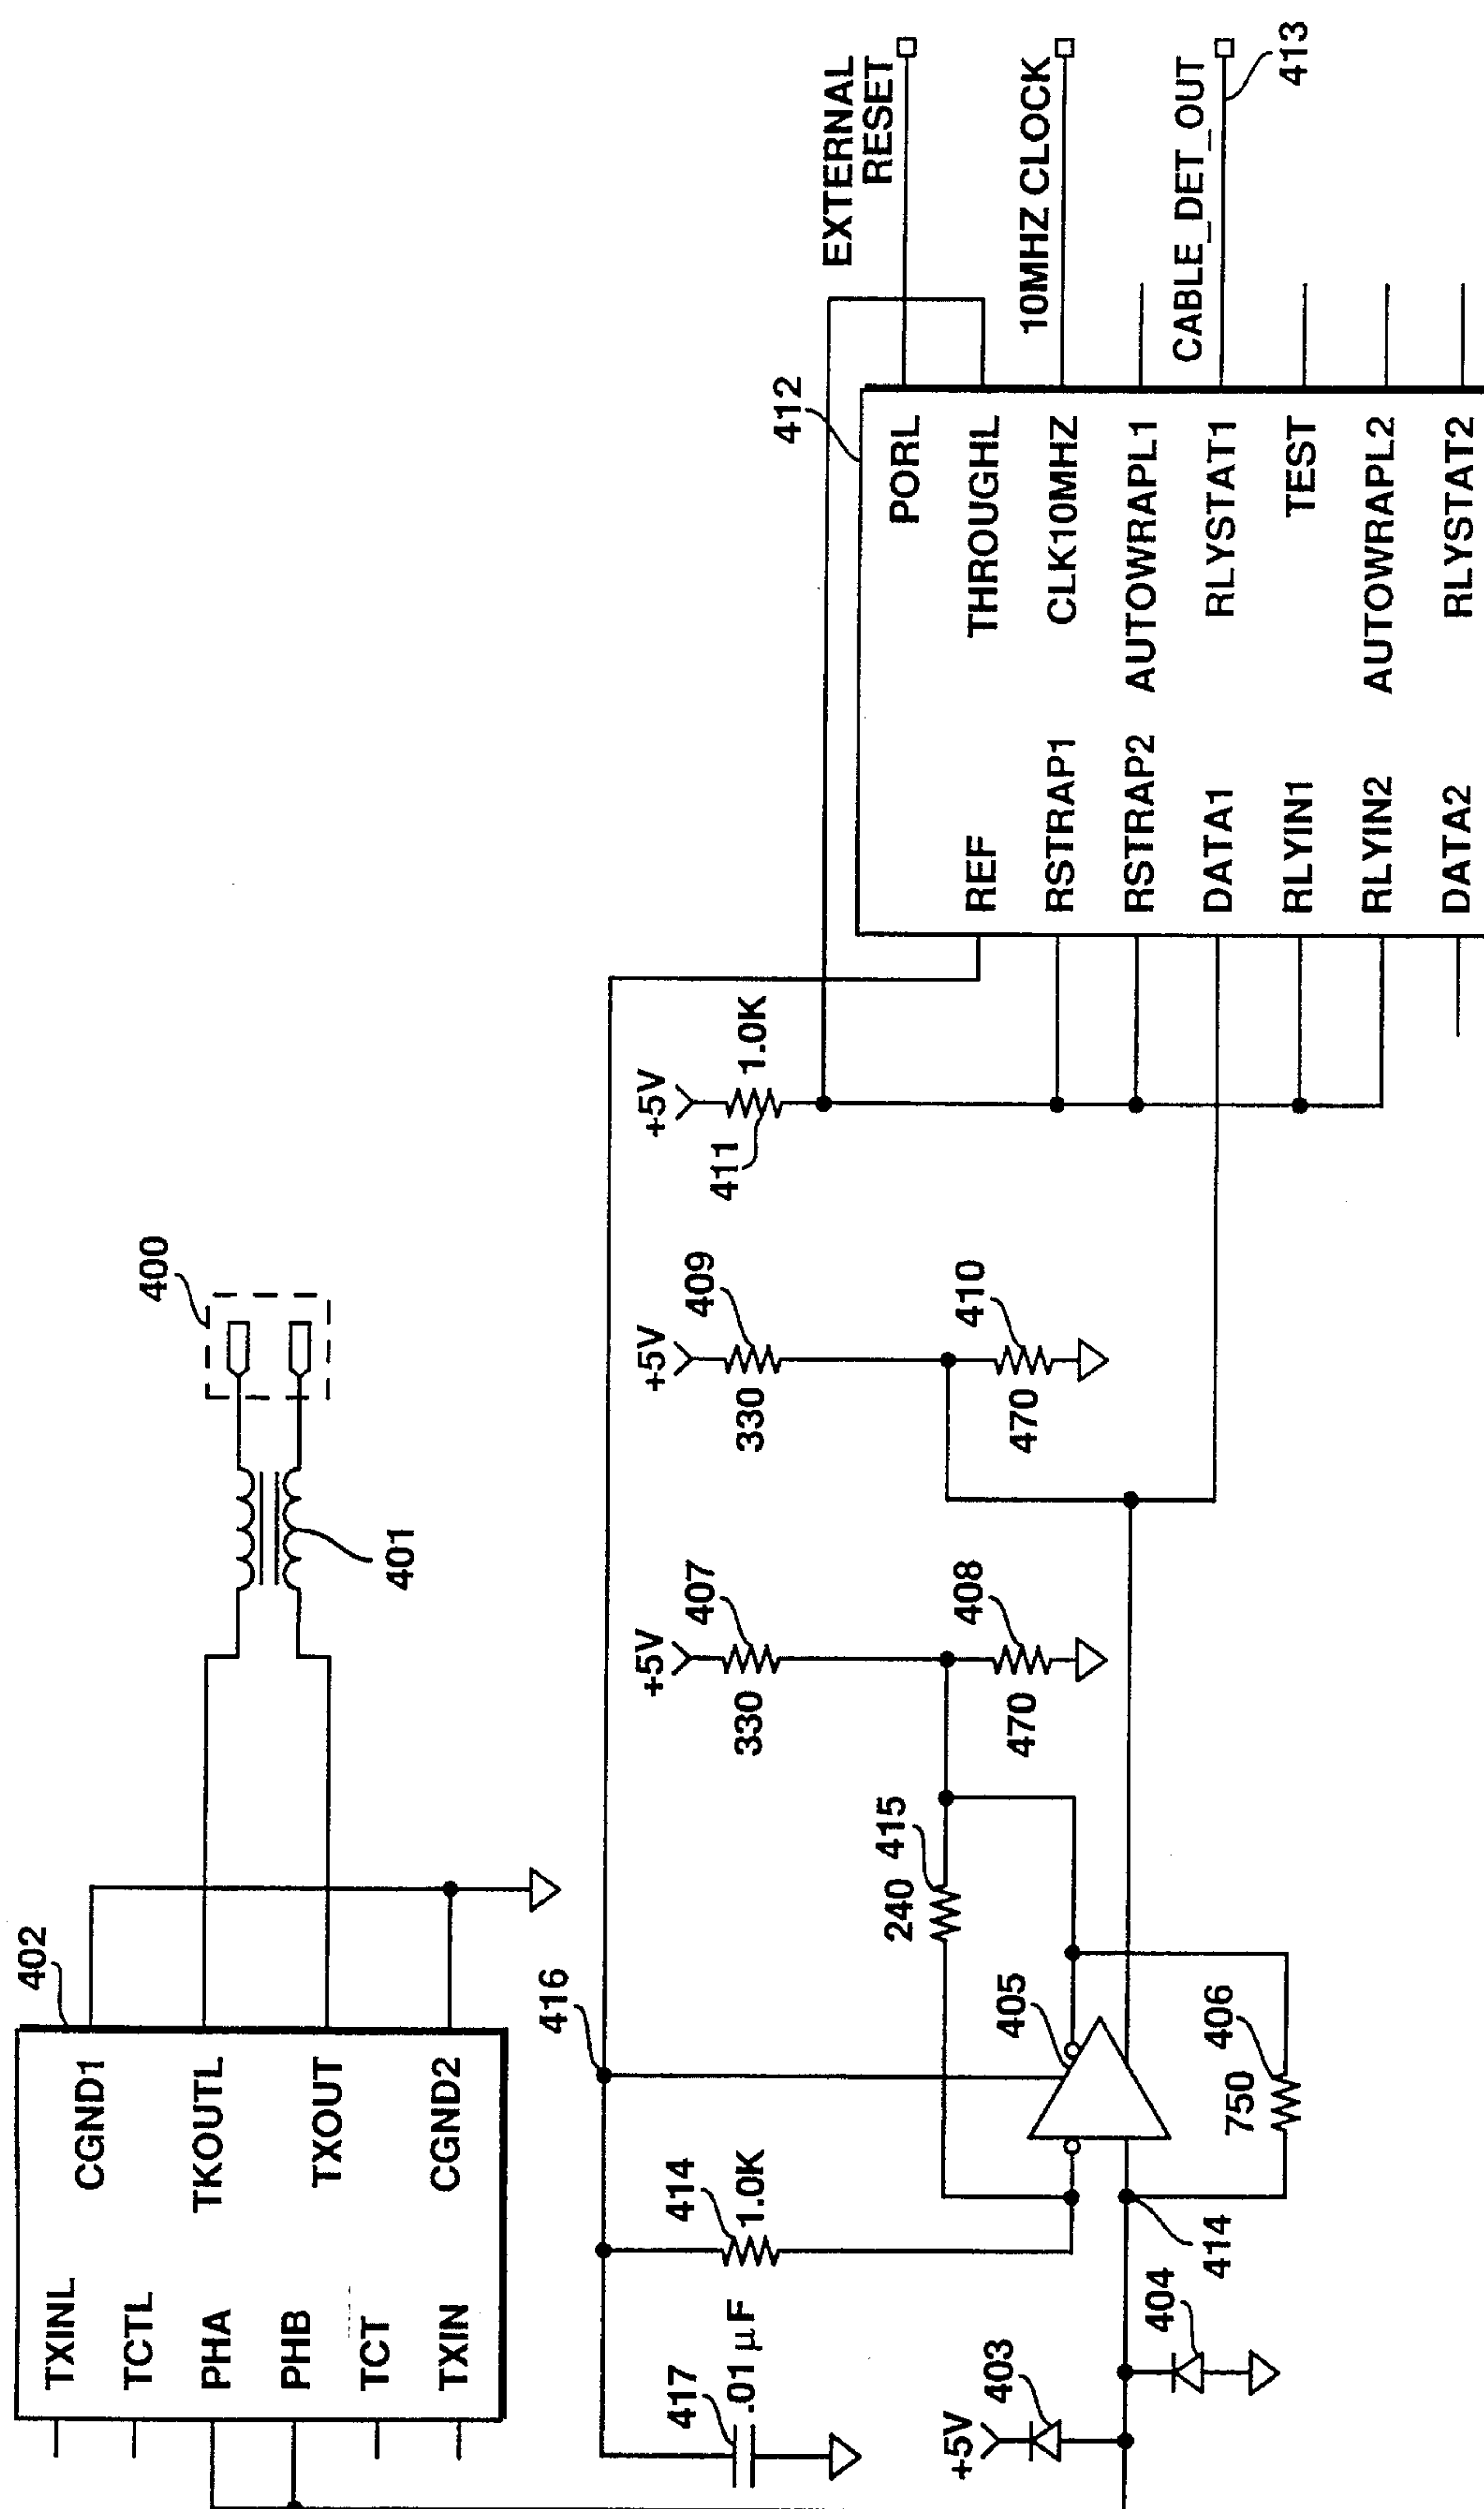 402
TXINL
CGND1
TCTL
TKOUTL
PHA
PHB
TXOUT
TCT
TXIN
CGND2
400
401
416
417
.01 μF
414
1.0K
240
415
+5V
407
330
408
470
+5V
409
330
410
470
+5V
411
1.0K
+5V
403
404
414
405
406
750
412
EXTERNAL
RESET
10MHZ CLOCK
CABLE_DET_OUT
413
PORL
REF
THROUGHL
RSTRAP1
CLK10MHZ
RSTRAP2
AUTOWRAPL1
DATA1
RLYSTAT1
RLYIN1
TEST
RLYIN2
AUTOWRAPL2
DATA2
RLYSTAT2